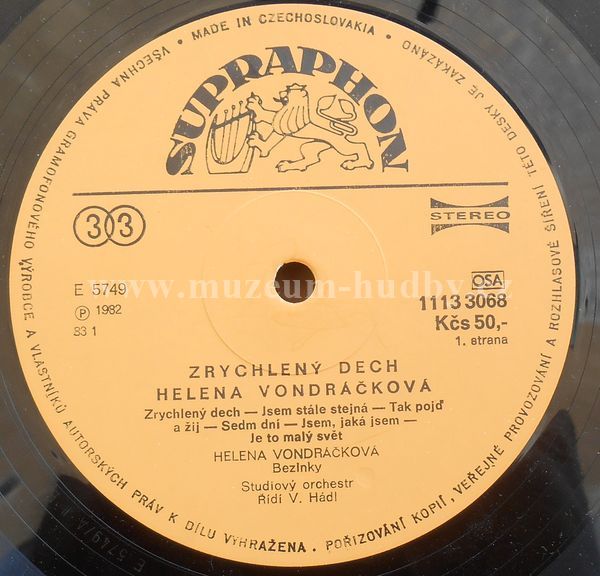 • MADE IN CZECHOSLOVAKIA •
VŠECHNA PRÁVA GRAMOFONOVÉHO VÝROBCE A VLASTNÍKŮ AUTORSKÝCH PRÁV K DÍLU VYHRAŽENA. POŘIZOVÁNÍ KOPIÍ, VEŘEJNÉ PROVOZOVÁNÍ A ROZHLASOVÉ ŠÍŘENÍ TÉTO DESKY JE ZAKÁZÁNO
SUPRAPHON
33
STEREO
www.muzeum-hudby.cz
E 5749
Ⓟ 1982
83 1
OSA
1113 3068
Kčs 50,-
1. strana
ZRYCHLENÝ DECH
HELENA VONDRÁČKOVÁ
Zrychlený dech — Jsem stále stejná — Tak pojď
a žij — Sedm dní — Jsem, jaká jsem —
Je to malý svět
HELENA VONDRÁČKOVÁ
Bezinky
Studiový orchestr
Řídí V. Hádl